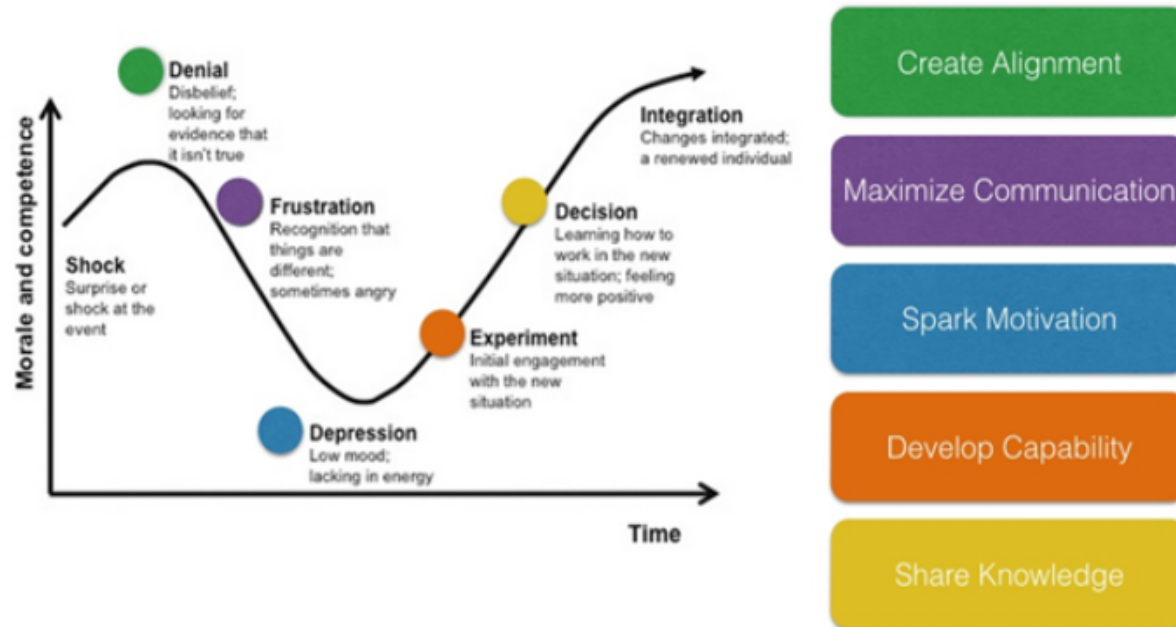 Morale and competence
Denial
Disbelief;
looking for
evidence that
it isn't true
Shock
Surprise or
shock at the
event
Frustration
Recognition that
things are
different;
sometimes angry
Depression
Low mood;
lacking in energy
Experiment
Initial engagement
with the new
situation
Decision
Learning how to
work in the new
situation; feeling
more positive
Integration
Changes integrated;
a renewed individual
Time
Create Alignment
Maximize Communication
Spark Motivation
Develop Capability
Share Knowledge